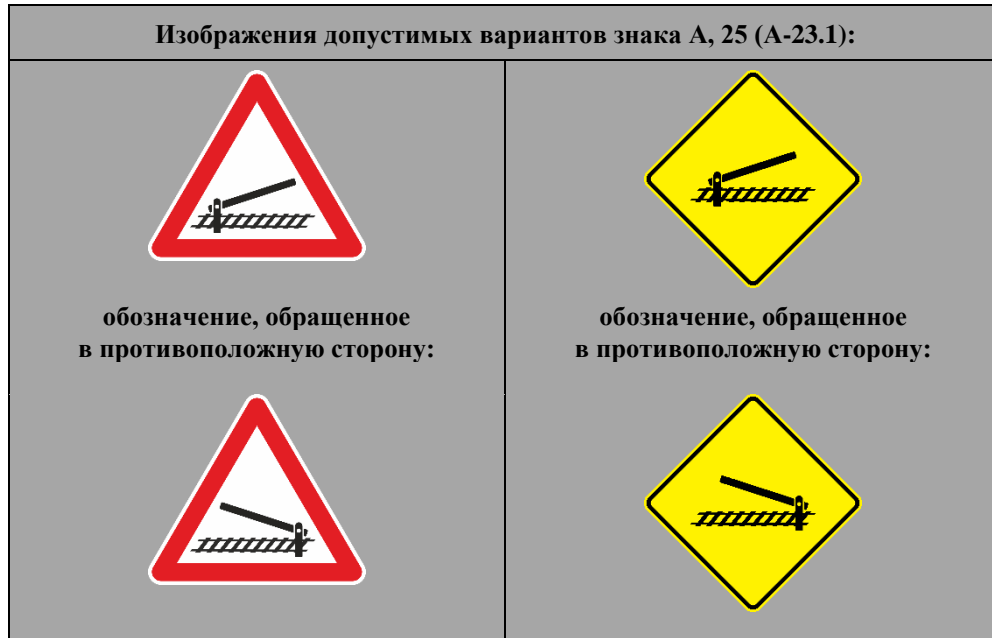 Изображения допустимых вариантов знака A, 25 (A-23.1):
обозначение, обращенное
в противоположную сторону:
обозначение, обращенное
в противоположную сторону: